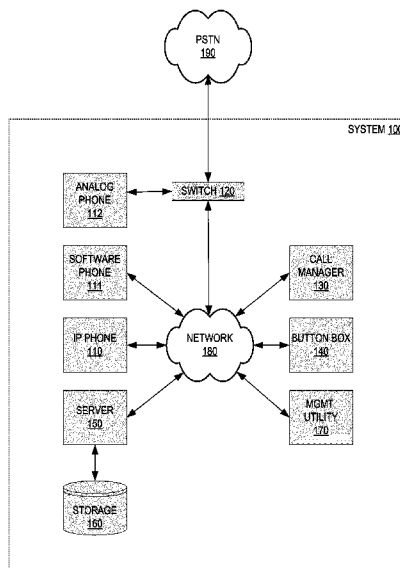 PSTN
190
SYSTEM 100
ANALOG
PHONE
112
SWITCH 120
SOFTWARE
PHONE
111
CALL
MANAGER
130
IP PHONE
110
NETWORK
180
BUTTON BOX
140
SERVER
150
MGMT
UTILITY
170
STORAGE
160